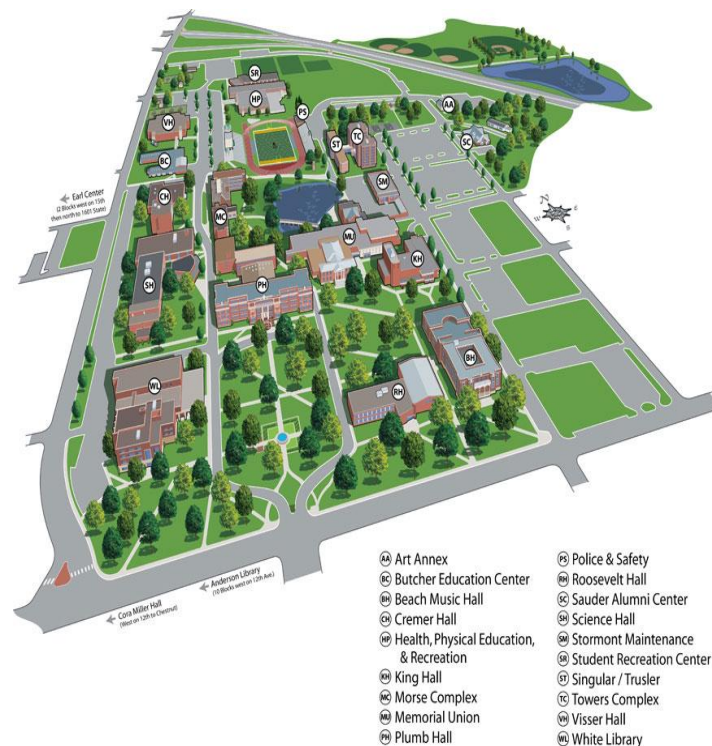 SR
HP
PS
AA
VH
TC
ST
SC
BC
SM
Earl Center
(2 Blocks west on 15th
then north to 1601 State)
CH
MC
N
W
E
S
MU
KH
SH
PH
BH
WL
RH
Anderson Library
(10 Blocks west on 12th Ave.)
Cora Miller Hall
(West on 12th to Chestnut)
AA Art Annex
BC Butcher Education Center
BH Beach Music Hall
CH Cremer Hall
HP Health, Physical Education,
& Recreation
KH King Hall
MC Morse Complex
MU Memorial Union
PH Plumb Hall
PS Police & Safety
RH Roosevelt Hall
SC Sauder Alumni Center
SH Science Hall
SM Stormont Maintenance
SR Student Recreation Center
ST Singular / Trusler
TC Towers Complex
VH Visser Hall
WL White Library